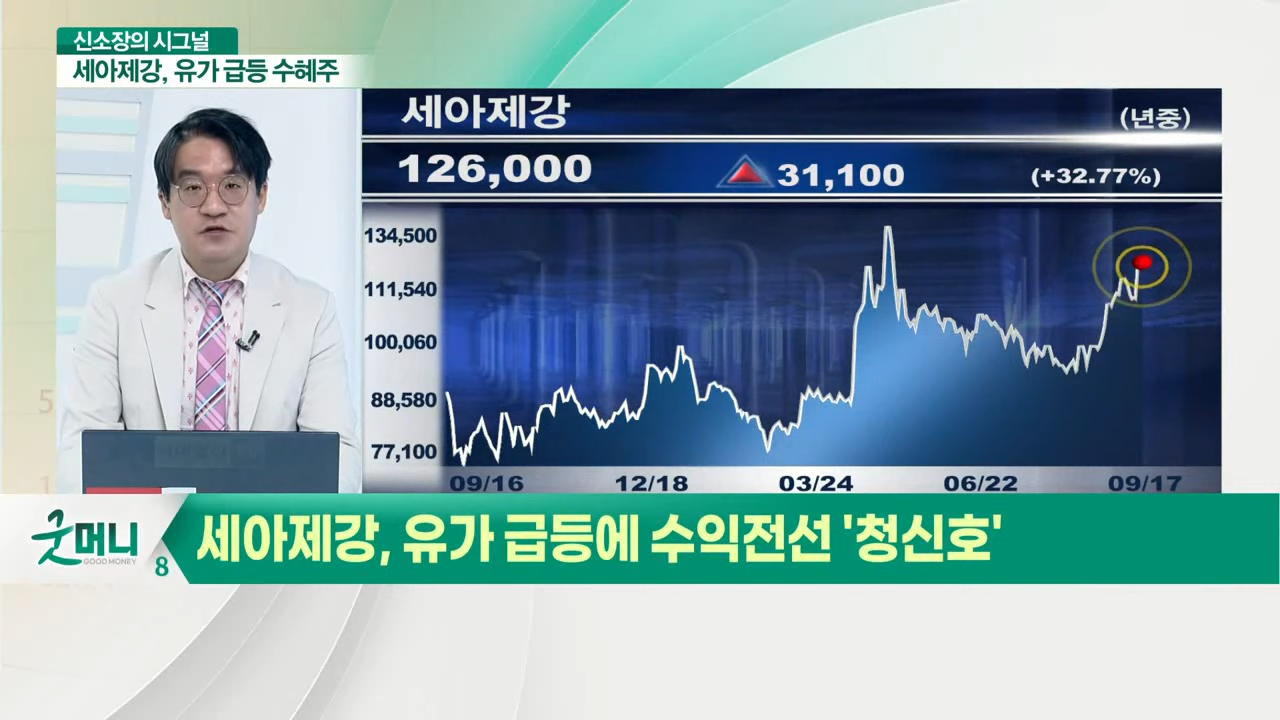 신소장의 시그널
세아제강, 유가 급등 수혜주
세아제강
(년중)
126,000
31,100
(+32.77%)
134,500
111,540
100,060
88,580
77,100
09/16
12/18
03/24
06/22
09/17
굿머니
GOOD MONEY
8
세아제강, 유가 급등에 수익전선 '청신호'